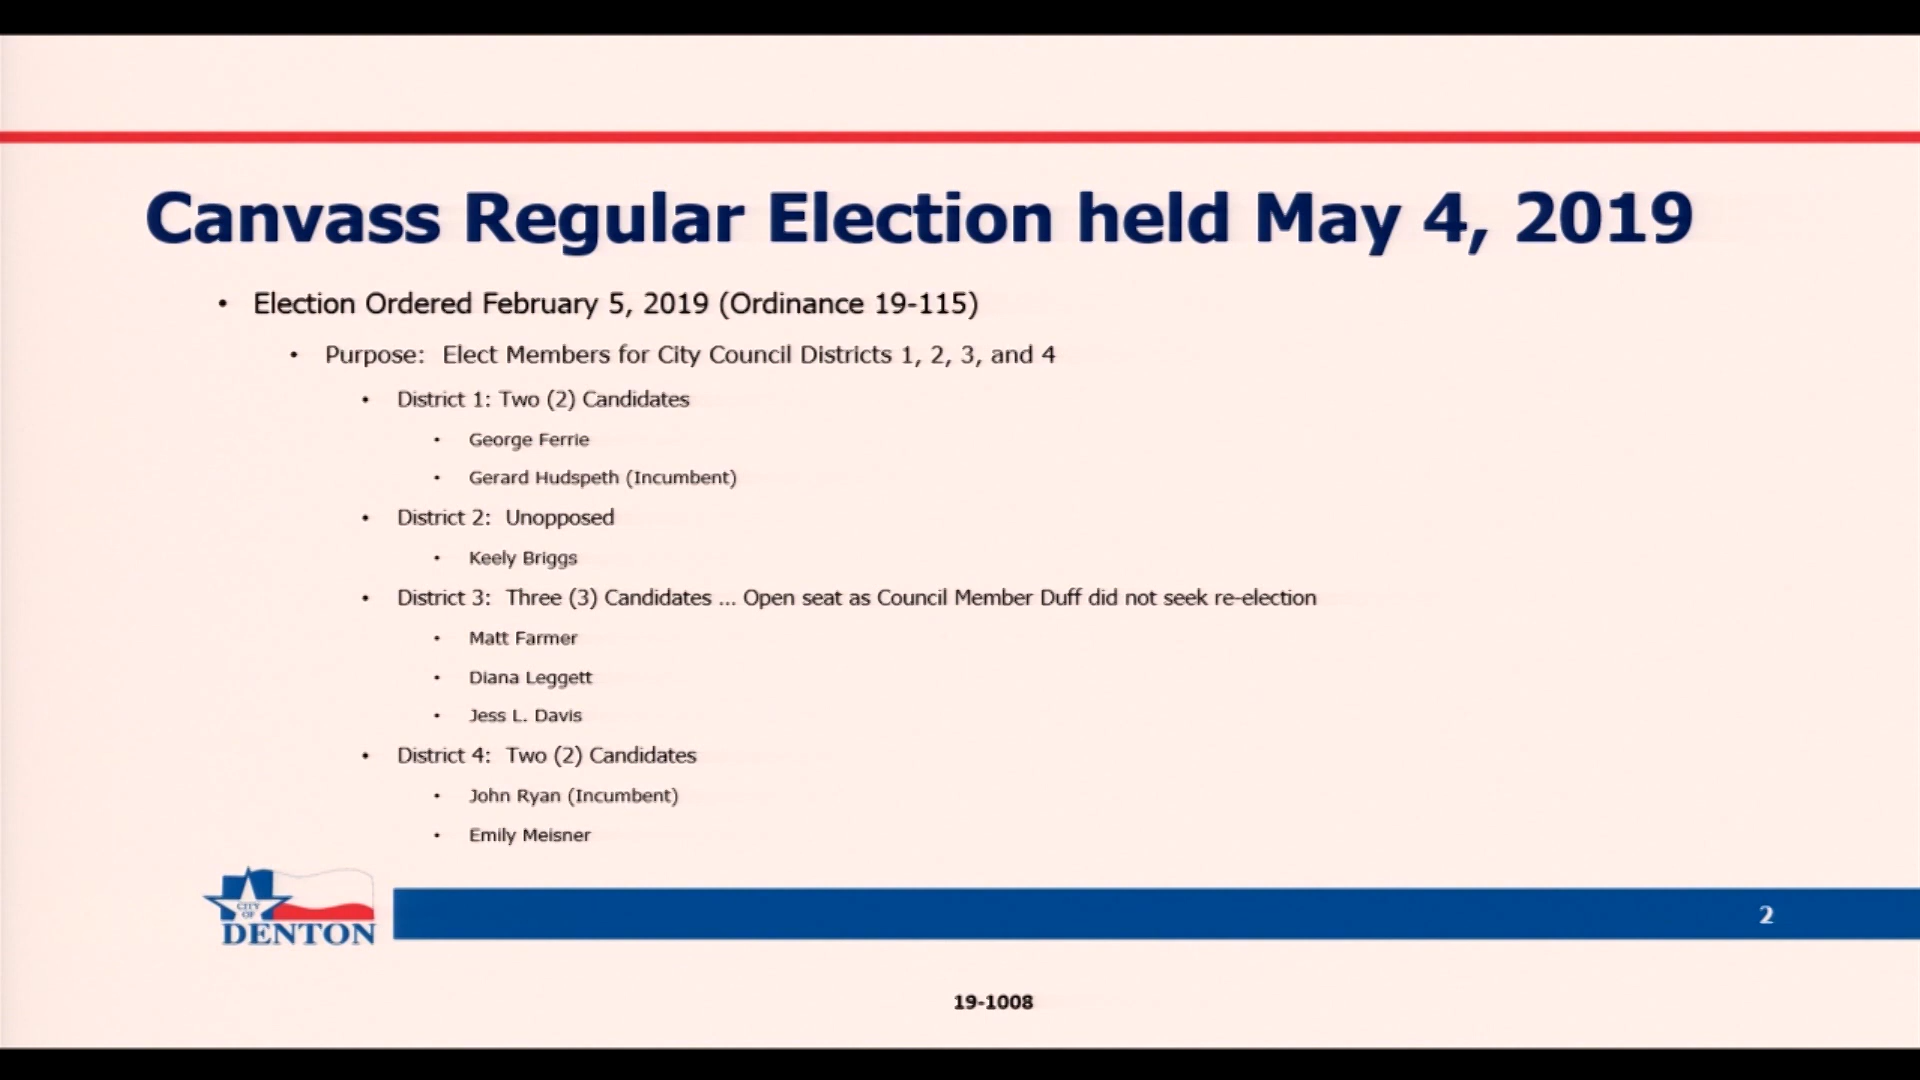 Canvass Regular Election held May 4, 2019
• Election Ordered February 5, 2019 (Ordinance 19-115)
• Purpose: Elect Members for City Council Districts 1, 2, 3, and 4
• District 1: Two (2) Candidates
• George Ferrie
• Gerard Hudspeth (Incumbent)
• District 2: Unopposed
• Keely Briggs
• District 3: Three (3) Candidates ... Open seat as Council Member Duff did not seek re-election
• Matt Farmer
• Diana Leggett
• Jess L. Davis
• District 4: Two (2) Candidates
• John Ryan (Incumbent)
• Emily Meisner
CITY
OF
DENTON
2
19-1008